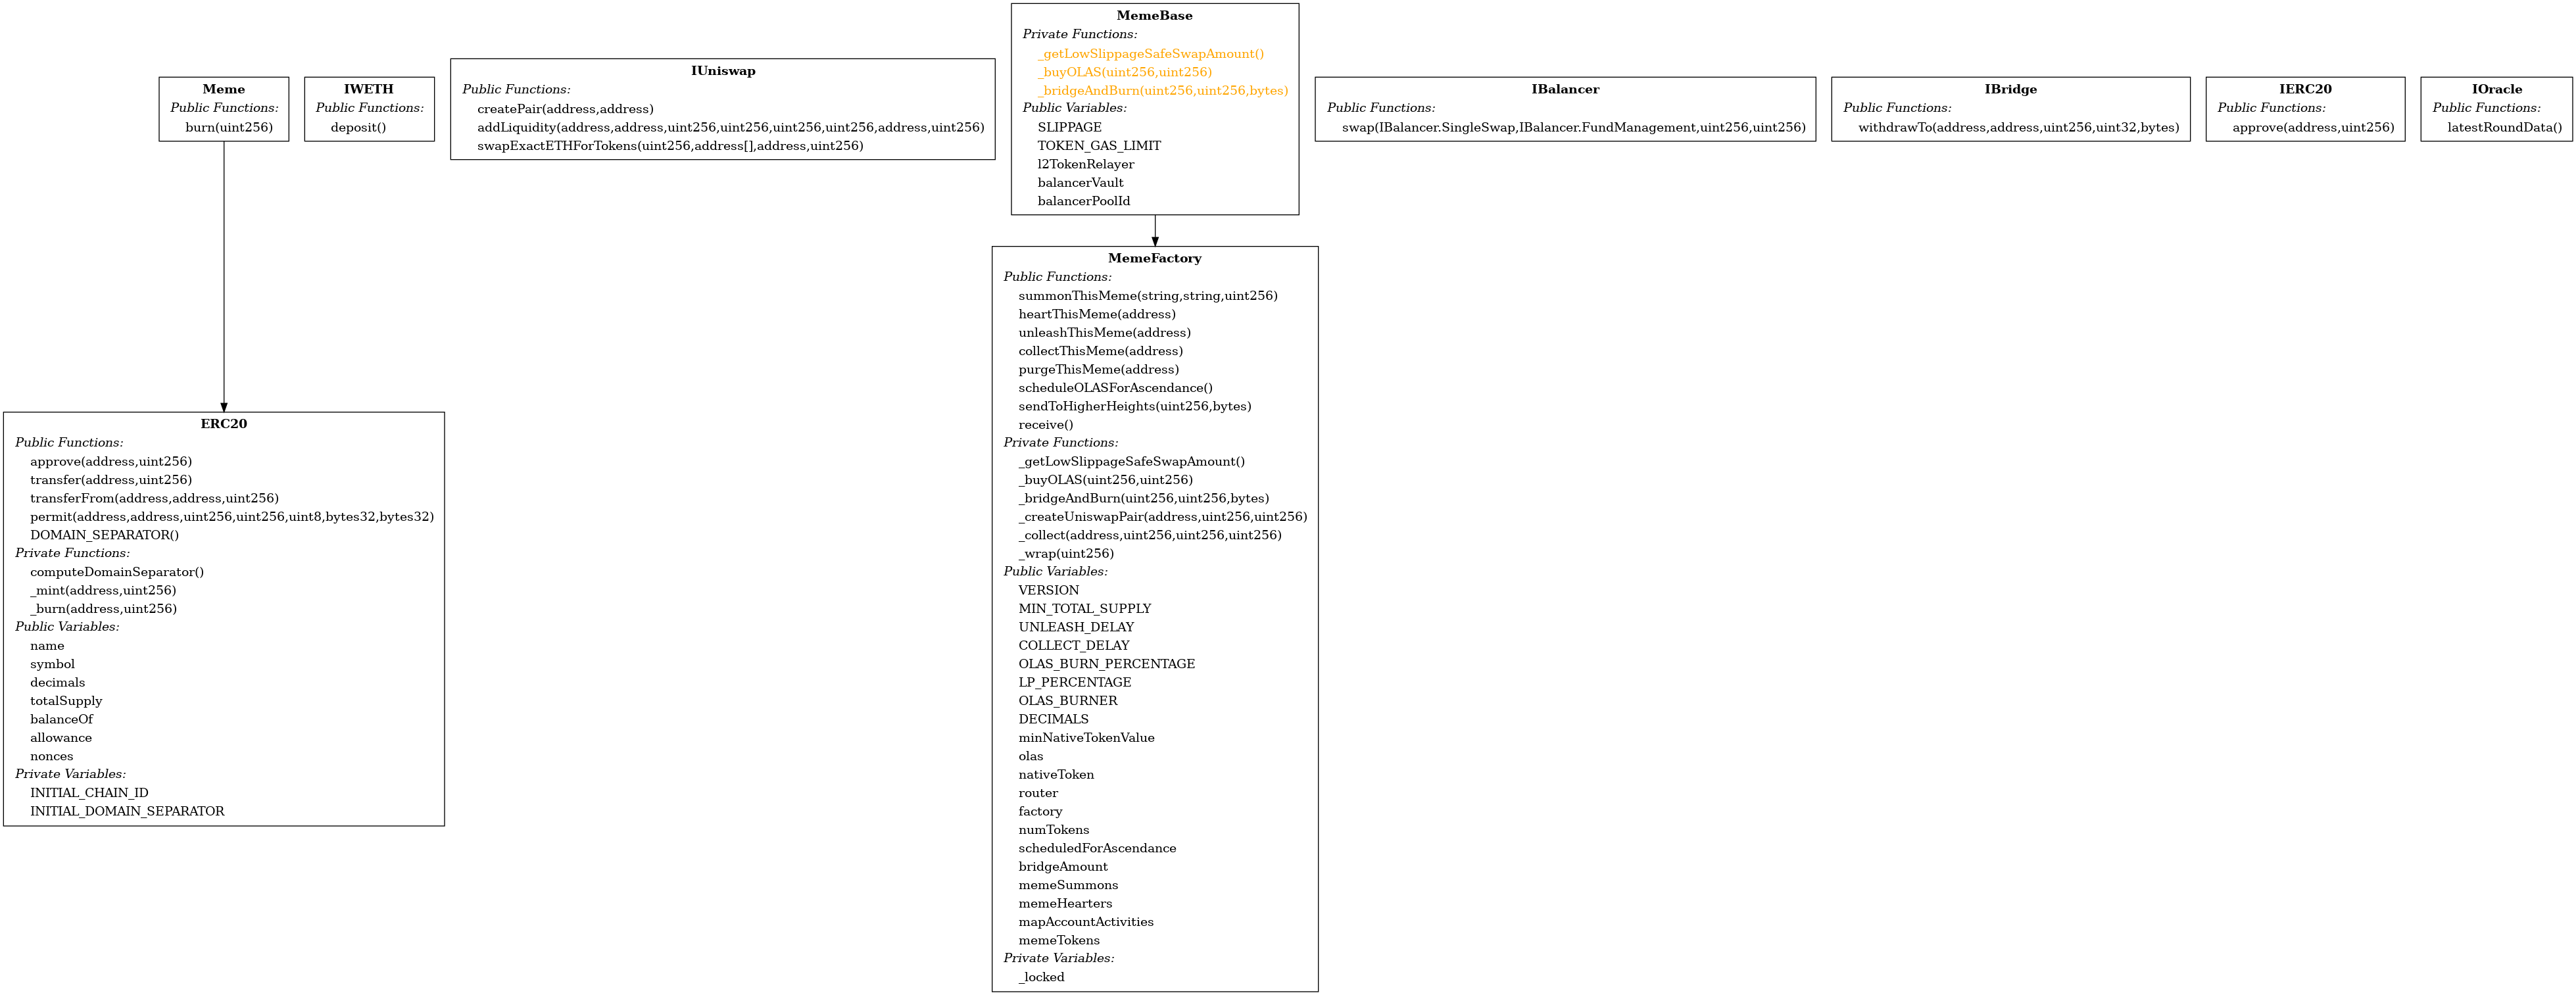 Meme
Public Functions:
burn(uint256)
IWETH
Public Functions:
deposit()
IUniswap
Public Functions:
createPair(address,address)
addLiquidity(address,address,uint256,uint256,uint256,uint256,address,uint256)
swapExactETHForTokens(uint256,address[],address,uint256)
MemeBase
Private Functions:
_getLowSlippageSafeSwapAmount()
_buyOLAS(uint256,uint256)
_bridgeAndBurn(uint256,uint256,bytes)
Public Variables:
SLIPPAGE
TOKEN_GAS_LIMIT
l2TokenRelayer
balancerVault
balancerPoolId
IBalancer
Public Functions:
swap(IBalancer.SingleSwap,IBalancer.FundManagement,uint256,uint256)
IBridge
Public Functions:
withdrawTo(address,address,uint256,uint32,bytes)
IERC20
Public Functions:
approve(address,uint256)
IOracle
Public Functions:
latestRoundData()
ERC20
Public Functions:
approve(address,uint256)
transfer(address,uint256)
transferFrom(address,address,uint256)
permit(address,address,uint256,uint256,uint8,bytes32,bytes32)
DOMAIN_SEPARATOR()
Private Functions:
computeDomainSeparator()
_mint(address,uint256)
_burn(address,uint256)
Public Variables:
name
symbol
decimals
totalSupply
balanceOf
allowance
nonces
Private Variables:
INITIAL_CHAIN_ID
INITIAL_DOMAIN_SEPARATOR
MemeFactory
Public Functions:
summonThisMeme(string,string,uint256)
heartThisMeme(address)
unleashThisMeme(address)
collectThisMeme(address)
purgeThisMeme(address)
scheduleOLASForAscendance()
sendToHigherHeights(uint256,bytes)
receive()
Private Functions:
_getLowSlippageSafeSwapAmount()
_buyOLAS(uint256,uint256)
_bridgeAndBurn(uint256,uint256,bytes)
_createUniswapPair(address,uint256,uint256)
_collect(address,uint256,uint256,uint256)
_wrap(uint256)
Public Variables:
VERSION
MIN_TOTAL_SUPPLY
UNLEASH_DELAY
COLLECT_DELAY
OLAS_BURN_PERCENTAGE
LP_PERCENTAGE
OLAS_BURNER
DECIMALS
minNativeTokenValue
olas
nativeToken
router
factory
numTokens
scheduledForAscendance
bridgeAmount
memeSummons
memeHearters
mapAccountActivities
memeTokens
Private Variables:
_locked